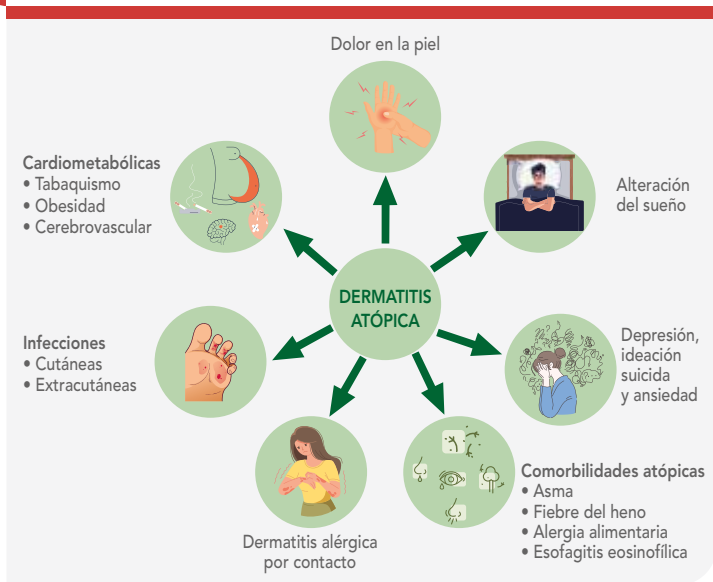 Dolor en la piel
Cardiometabólicas
• Tabaquismo
• Obesidad
• Cerebrovascular
Alteración
del sueño
DERMATITIS
ATÓPICA
Infecciones
• Cutáneas
• Extracutáneas
Depresión,
ideación
suicida
y ansiedad
Dermatitis alérgica
por contacto
Comorbilidades atópicas
• Asma
• Fiebre del heno
• Alergia alimentaria
• Esofagitis eosinofílica